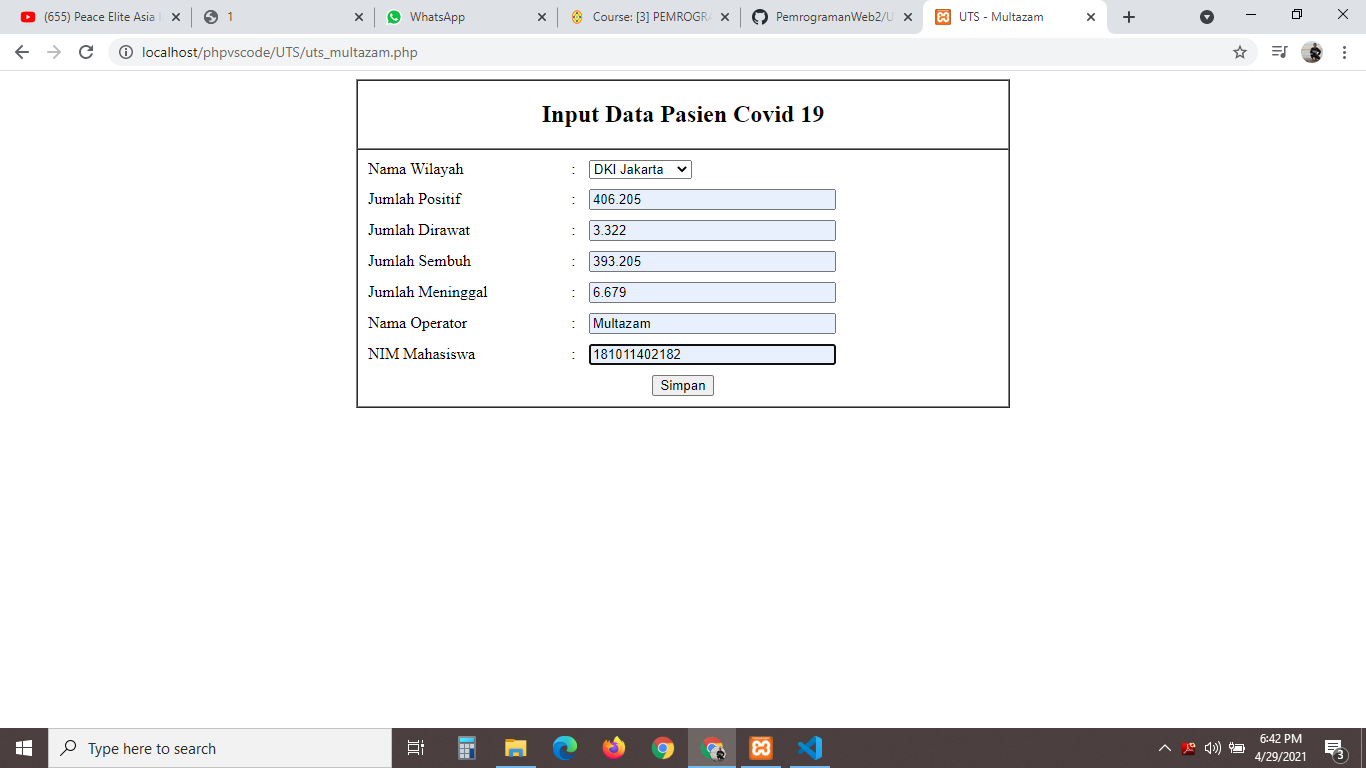 (655) Peace Elite Asia
1
WhatsApp
Course: [3] PEMROGRA
PemrogramanWeb2/U
UTS - Multazam
localhost/phpvscode/UTS/uts_multazam.php
Input Data Pasien Covid 19
Nama Wilayah : DKI Jakarta
Jumlah Positif : 406.205
Jumlah Dirawat : 3.322
Jumlah Sembuh : 393.205
Jumlah Meninggal : 6.679
Nama Operator : Multazam
NIM Mahasiswa : 181011402182
Simpan
Type here to search
6:42 PM
4/29/2021
3